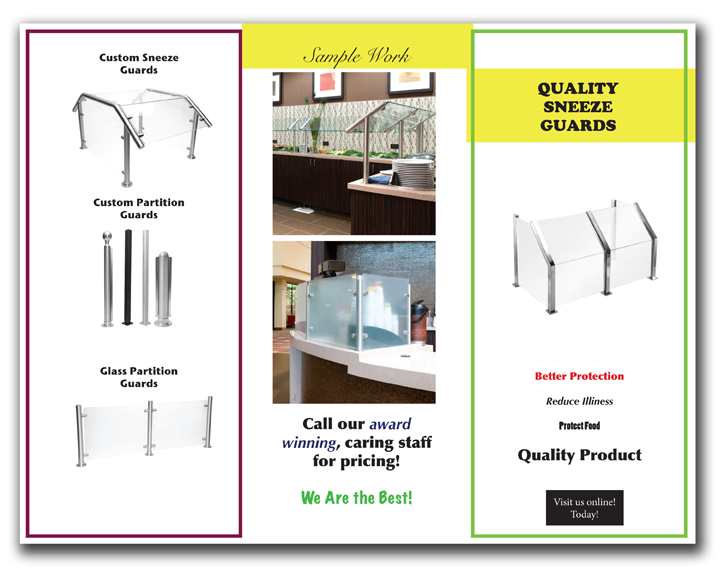 Custom Sneeze
Guards
Custom Partition
Guards
Glass Partition
Guards
Sample Work
Call our award
winning, caring staff
for pricing!
We Are the Best!
QUALITY
SNEEZE
GUARDS
Better Protection
Reduce Illiness
Protect Food
Quality Product
Visit us online!
Today!